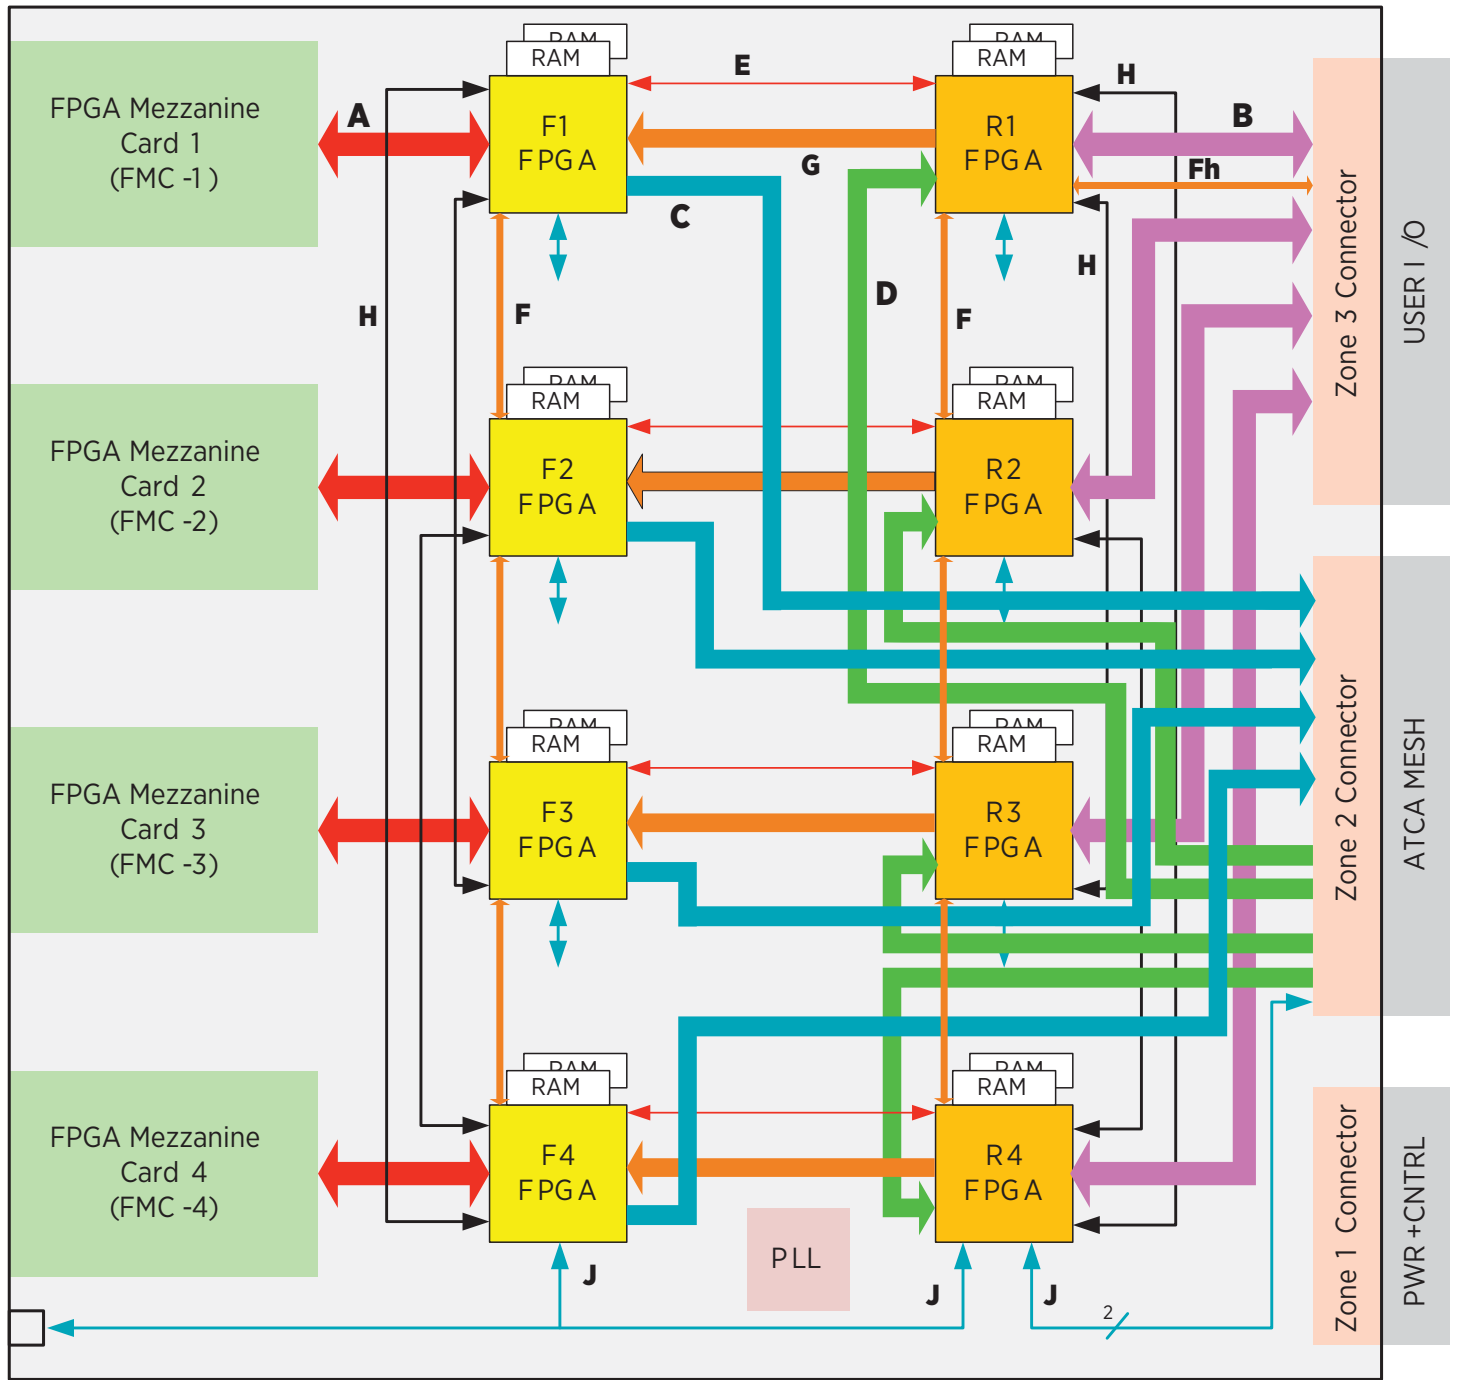 RAM
RAM
RAM
RAM
FPGA Mezzanine
Card 1
(FMC -1 )
A
F1
FPGA
E
G
C
R1
FPGA
H
B
Fh
H
F
D
F
H
Zone 3 Connector
USER I /O
RAM
RAM
RAM
RAM
FPGA Mezzanine
Card 2
(FMC -2)
F2
FPGA
R2
FPGA
RAM
RAM
RAM
RAM
FPGA Mezzanine
Card 3
(FMC -3)
F3
FPGA
R3
FPGA
Zone 2 Connector
ATCA MESH
RAM
RAM
RAM
RAM
FPGA Mezzanine
Card 4
(FMC -4)
F4
FPGA
R4
FPGA
PLL
J
J
J
2
Zone 1 Connector
PWR +CNTRL